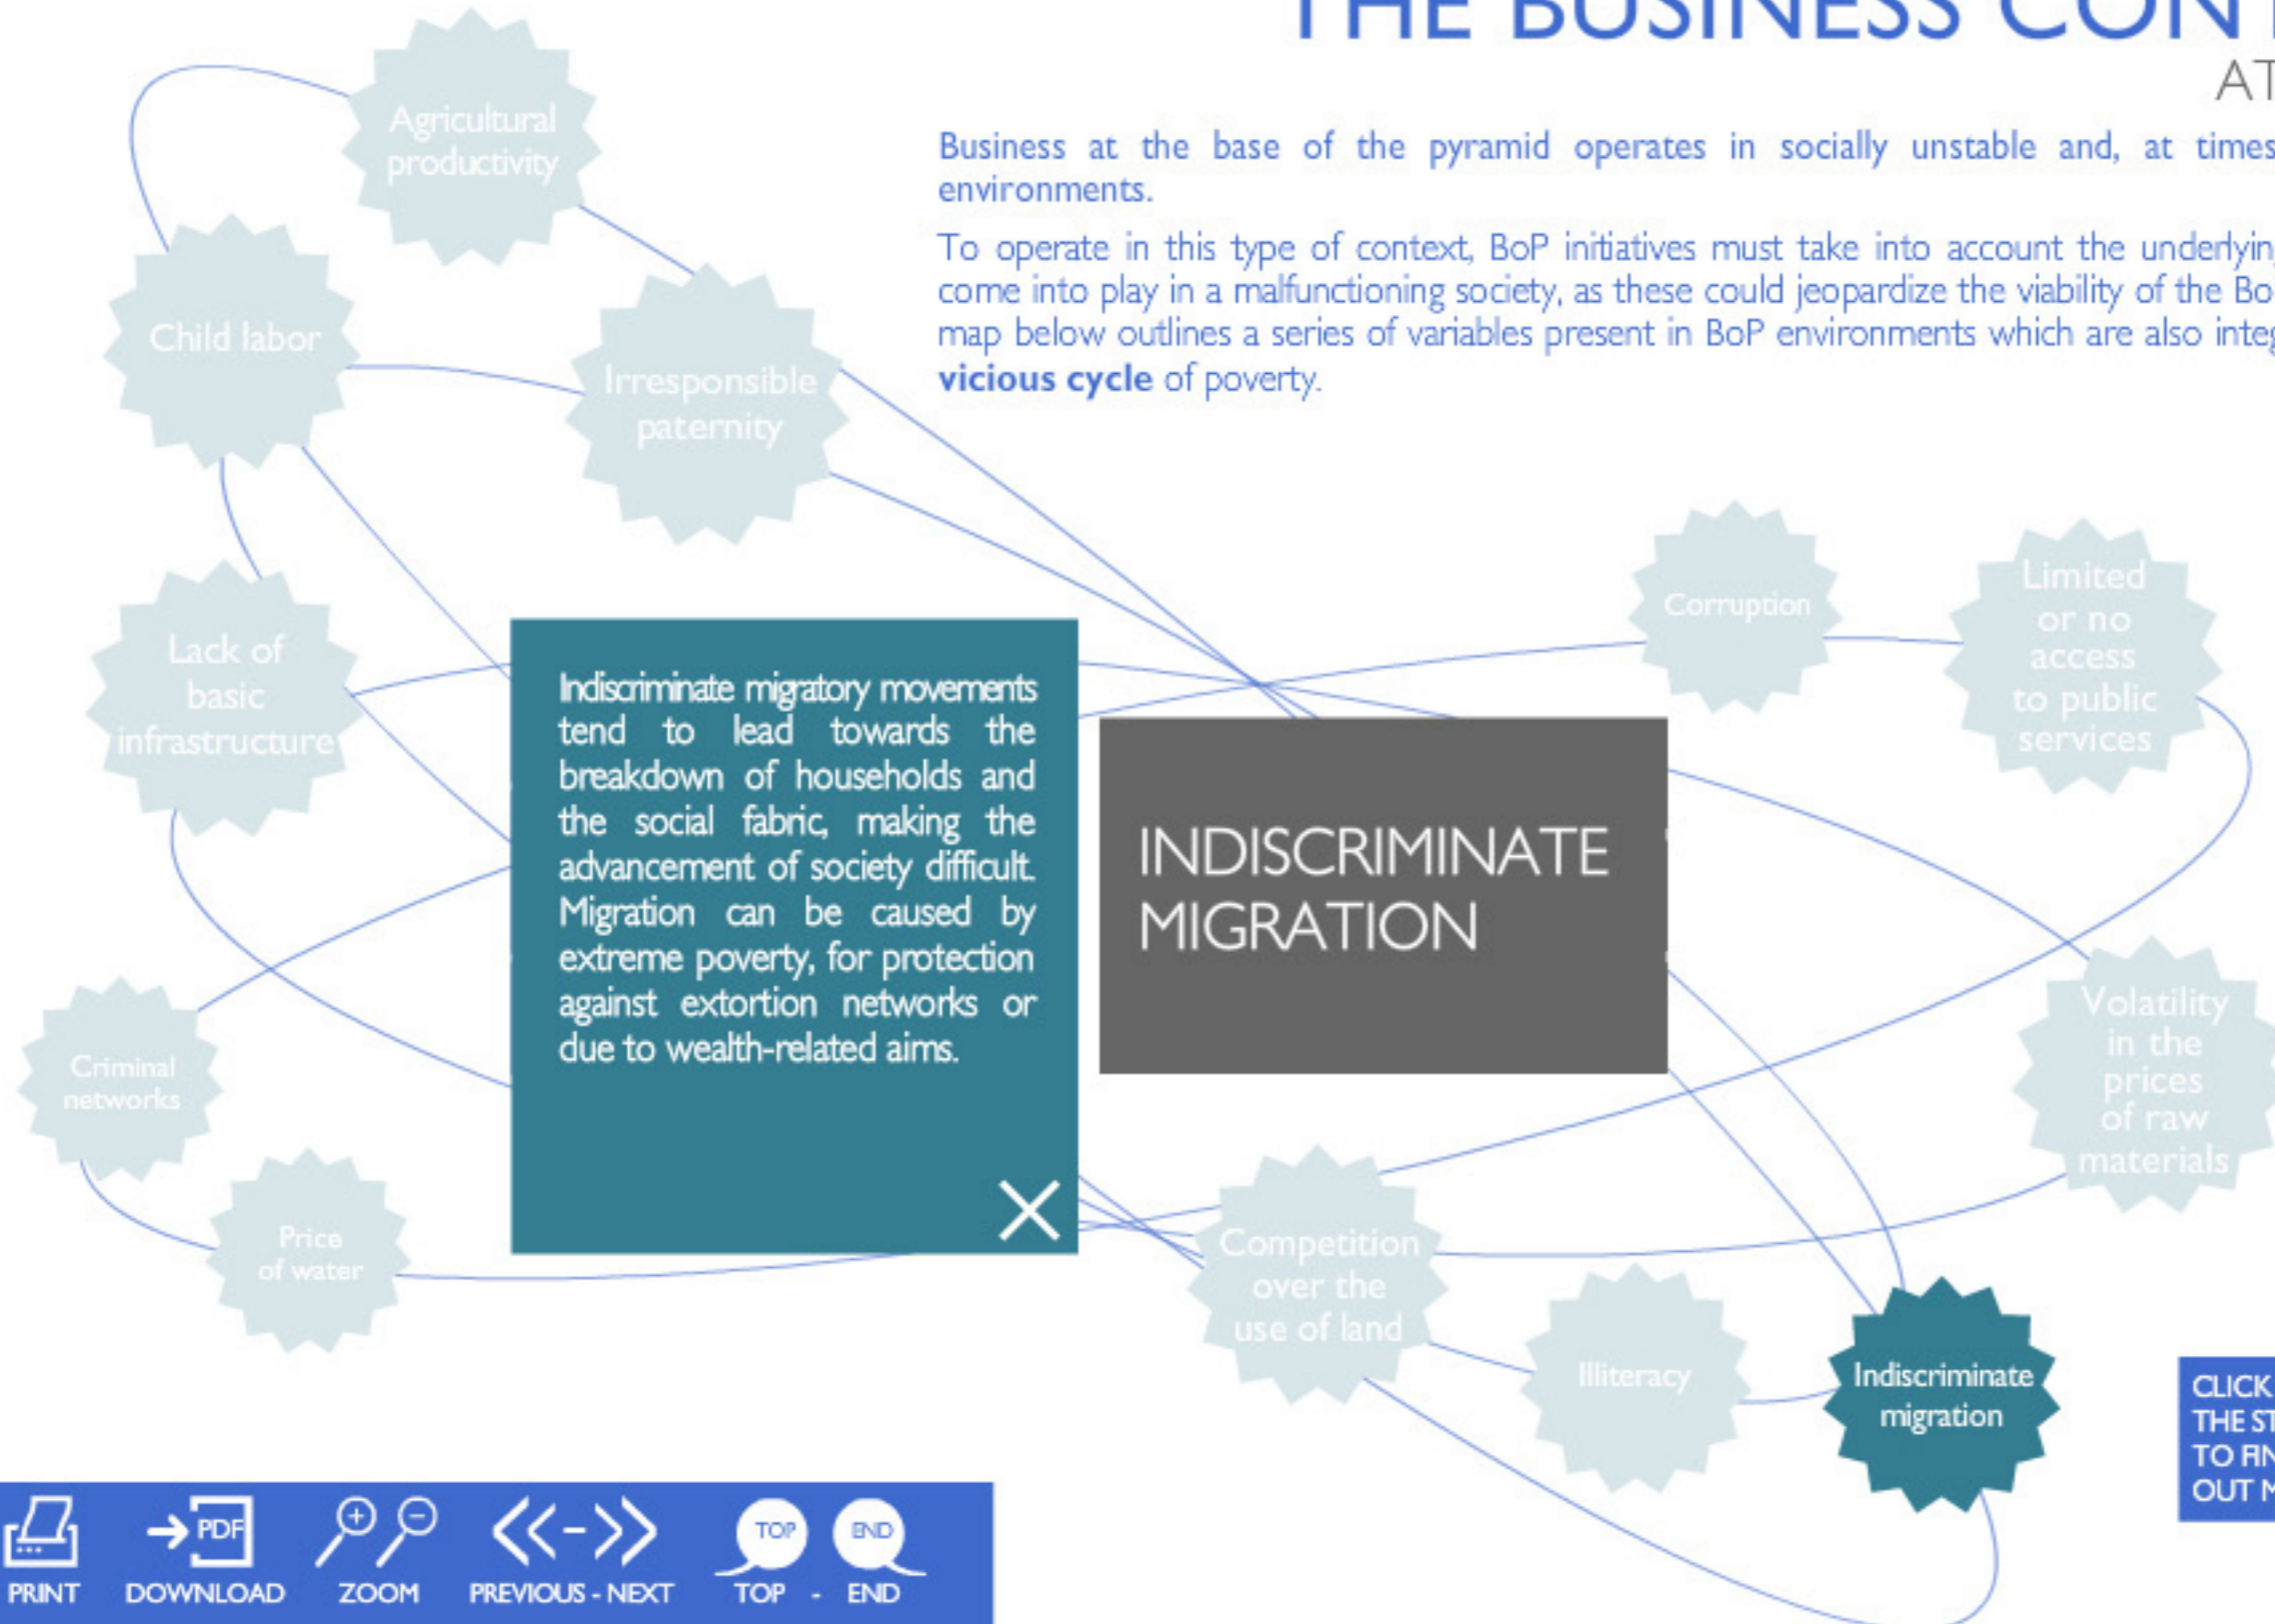 THE BUSINESS CONT
AT
Business at the base of the pyramid operates in socially unstable and, at times
environments.
To operate in this type of context, BoP initiatives must take into account the underlying
come into play in a malfunctioning society, as these could jeopardize the viability of the Bo
map below outlines a series of variables present in BoP environments which are also integ
vicious cycle of poverty.
Agricultural
productivity
Child labor
Irresponsible
paternity
Corruption
Limited
or no
access
to public
services
Lack of
basic
infrastructure
Indiscriminate migratory movements
tend to lead towards the
breakdown of households and
the social fabric, making the
advancement of society difficult.
Migration can be caused by
extreme poverty, for protection
against extortion networks or
due to wealth-related aims.
INDISCRIMINATE
MIGRATION
Volatility
in the
prices
of raw
materials
Criminal
networks
Price
of water
Competition
over the
use of land
Illiteracy
Indiscriminate
migration
CLICK
THE ST
TO FIN
OUT M
PDF
TOP
END
PRINT
DOWNLOAD
ZOOM
PREVIOUS - NEXT
TOP - END